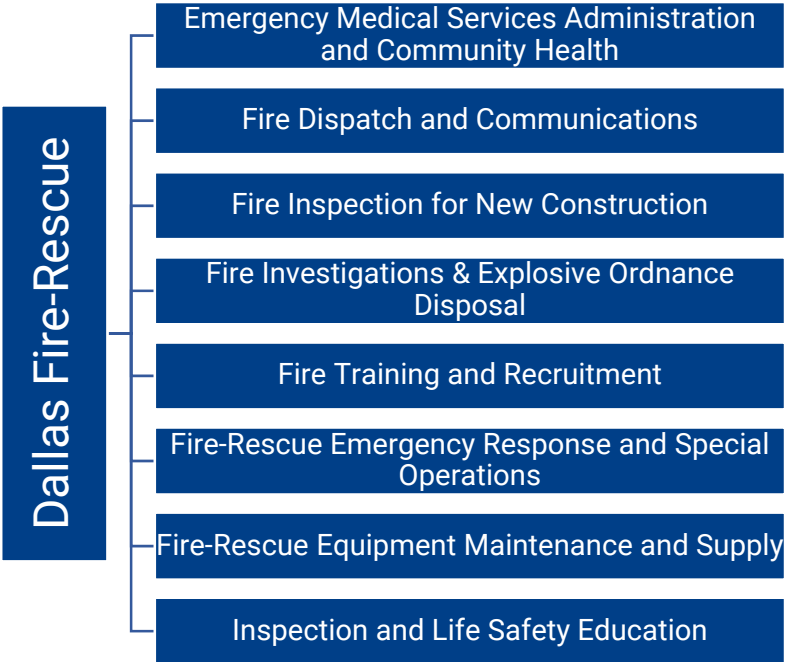 Dallas Fire-Rescue
Emergency Medical Services Administration
and Community Health
Fire Dispatch and Communications
Fire Inspection for New Construction
Fire Investigations & Explosive Ordnance
Disposal
Fire Training and Recruitment
Fire-Rescue Emergency Response and Special
Operations
Fire-Rescue Equipment Maintenance and Supply
Inspection and Life Safety Education